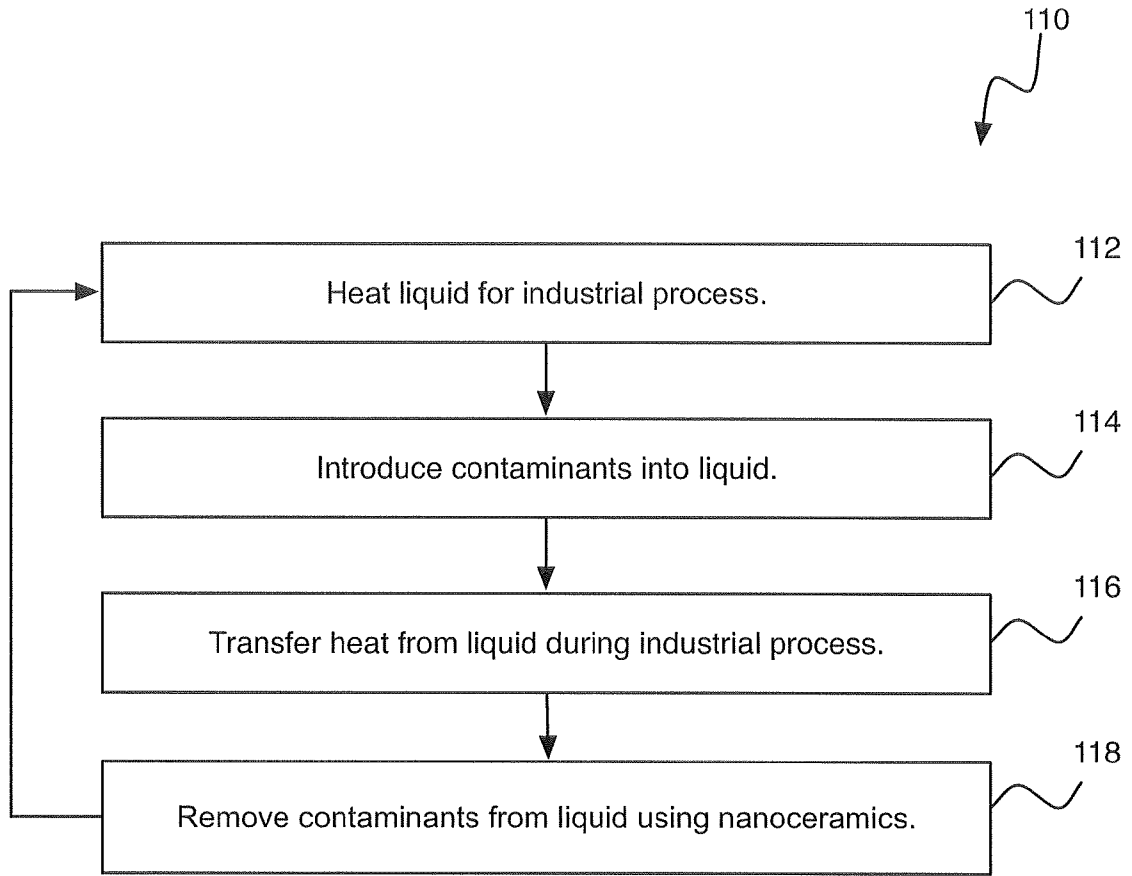 110
112
Heat liquid for industrial process.
114
Introduce contaminants into liquid.
116
Transfer heat from liquid during industrial process.
118
Remove contaminants from liquid using nanoceramics.